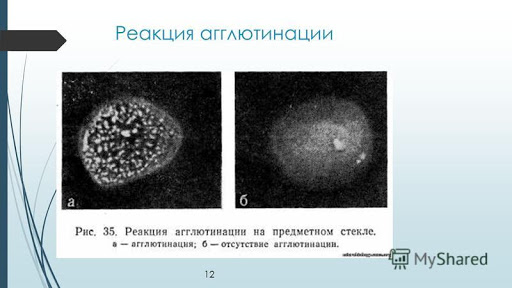 Реакция агглютинации
а
б
Рис. 35. Реакция агглютинации на предметном стекле.
а — агглютинация; б — отсутствие агглютинации.
MyShared
12